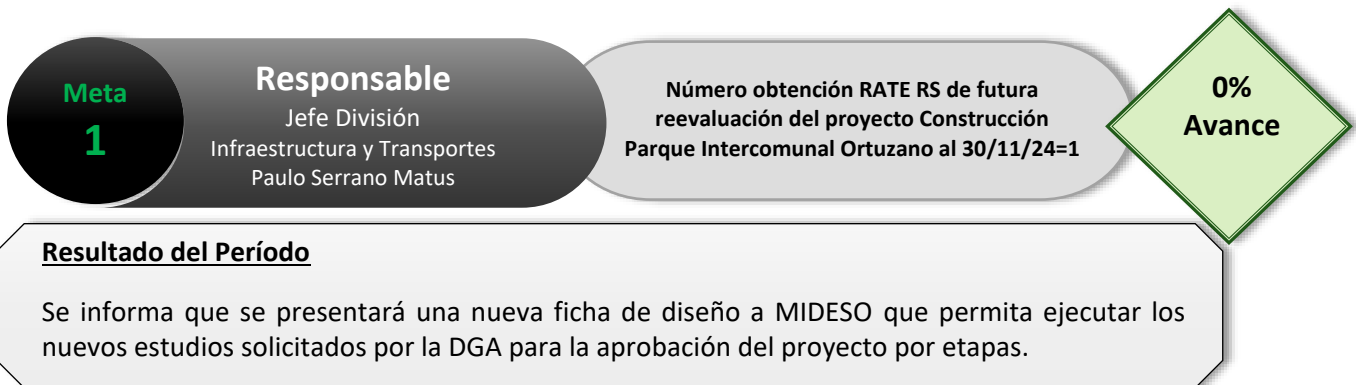 Meta
1
Responsable
Jefe División
Infraestructura y Transportes
Paulo Serrano Matus
Número obtención RATE RS de futura
reevaluación del proyecto Construcción
Parque Intercomunal Ortuzano al 30/11/24=1
0%
Avance
Resultado del Período
Se informa que se presentará una nueva ficha de diseño a MIDESO que permita ejecutar los
nuevos estudios solicitados por la DGA para la aprobación del proyecto por etapas.